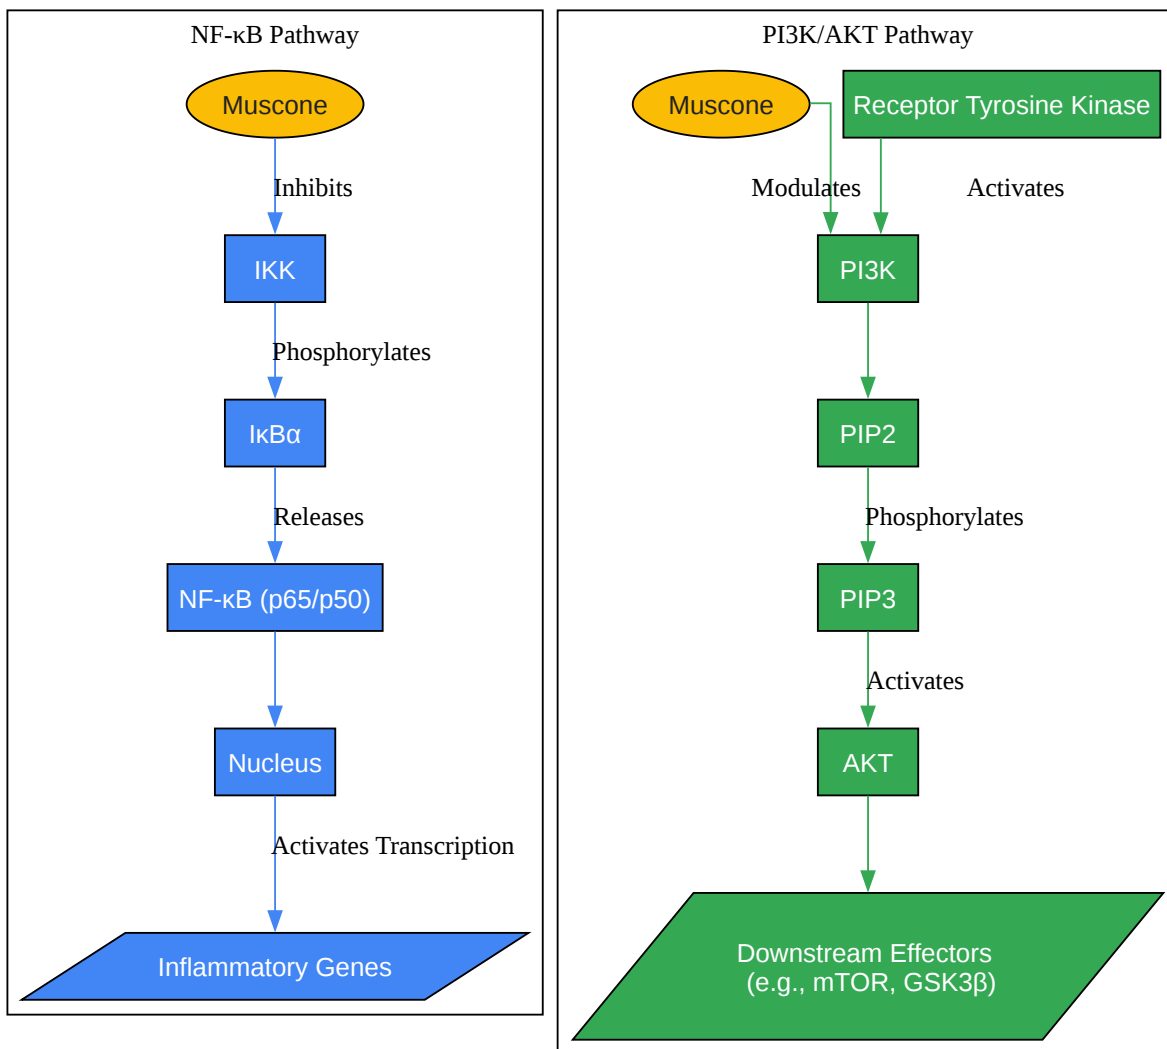 NF-κB Pathway
Muscone
Inhibits
IKK
Phosphorylates
IκBα
Releases
NF-κB (p65/p50)
Nucleus
Activates Transcription
Inflammatory Genes
PI3K/AKT Pathway
Muscone
Receptor Tyrosine Kinase
Modulates
Activates
PI3K
PIP2
Phosphorylates
PIP3
Activates
AKT
Downstream Effectors
(e.g., mTOR, GSK3β)